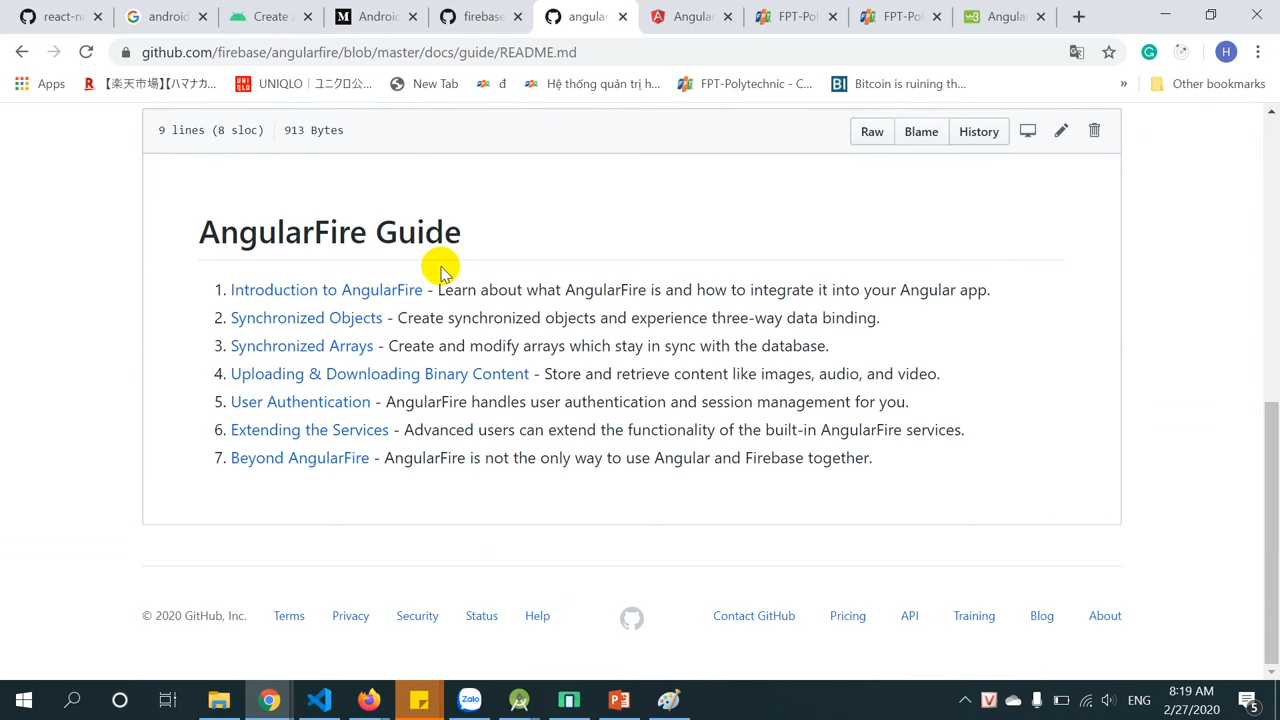 react-na
android
Create a
Android
firebase
angular
Angular
FPT-Pol
FPT-Pol
Angular
github.com/firebase/angularfire/blob/master/docs/guide/README.md
H
Apps
【楽天市場】【ハマナカ...
UNIQLO | ユニクロ公...
New Tab
đ
Hệ thống quản trị h...
FPT-Polytechnic - C...
BI
Bitcoin is ruining th...
»
Other bookmarks
9 lines (8 sloc)
913 Bytes
Raw
Blame
History
AngularFire Guide
1. Introduction to AngularFire - Learn about what AngularFire is and how to integrate it into your Angular app.
2. Synchronized Objects - Create synchronized objects and experience three-way data binding.
3. Synchronized Arrays - Create and modify arrays which stay in sync with the database.
4. Uploading & Downloading Binary Content - Store and retrieve content like images, audio, and video.
5. User Authentication - AngularFire handles user authentication and session management for you.
6. Extending the Services - Advanced users can extend the functionality of the built-in AngularFire services.
7. Beyond AngularFire - AngularFire is not the only way to use Angular and Firebase together.
© 2020 GitHub, Inc.
Terms
Privacy
Security
Status
Help
Contact GitHub
Pricing
API
Training
Blog
About
Zalo
ENG
8:19 AM
2/27/2020
5